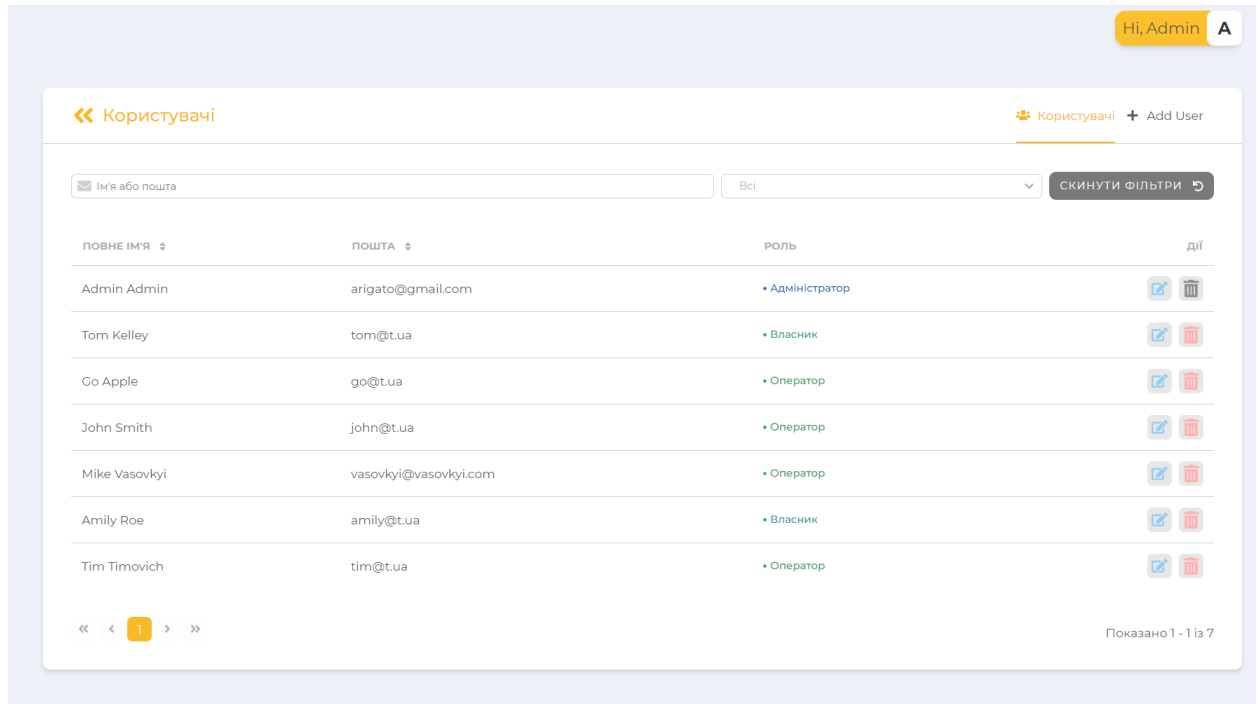 Hi, Admin A
Користувачі
Користувачі + Add User
Ім'я або пошта
Всі
СКИНУТИ ФІЛЬТРИ
ПОВНЕ ІМ'Я ПОШТА РОЛЬ ДІЇ
Admin Admin arigato@gmail.com • Адміністратор
Tom Kelley tom@t.ua • Власник
Go Apple go@t.ua • Оператор
John Smith john@t.ua • Оператор
Mike Vasovkyi vasovkyi@vasovkyi.com • Оператор
Amily Roe amily@t.ua • Власник
Tim Timovich tim@t.ua • Оператор
« ‹ 1 › »
Показано 1 - 1 із 7